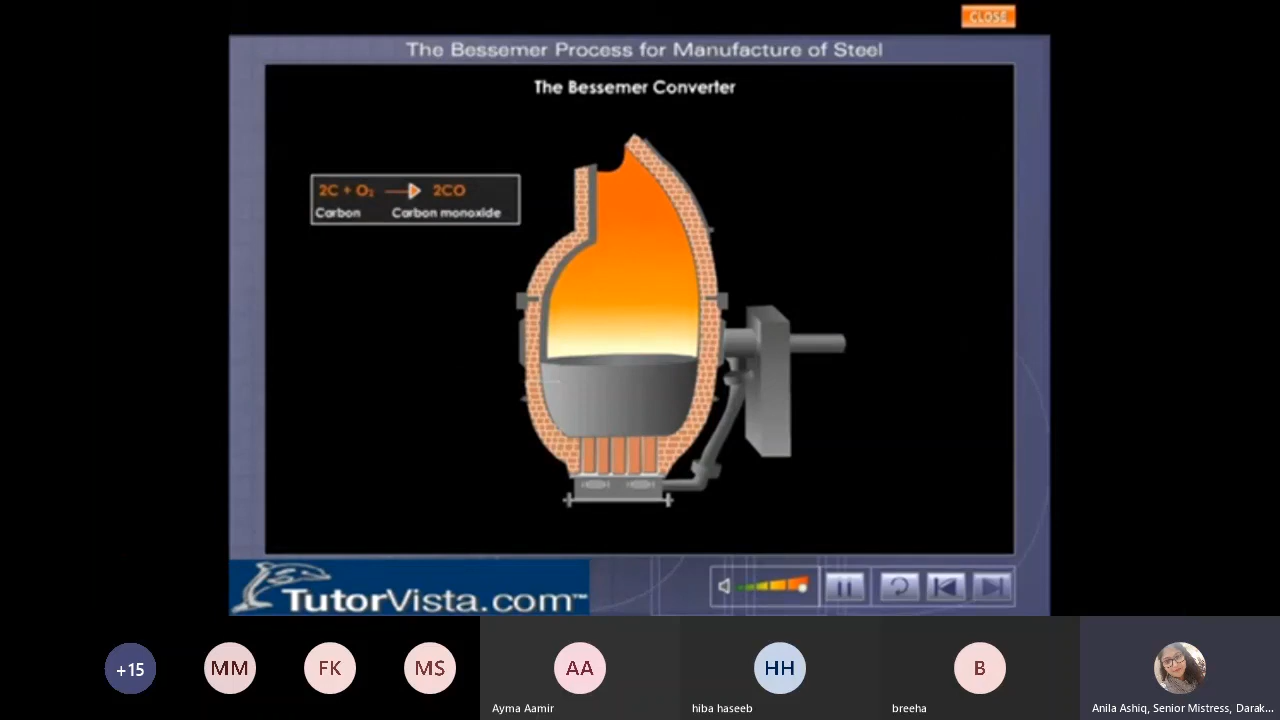 CLOSE
The Bessemer Process for Manufacture of Steel
The Bessemer Converter
2C + O₂ → 2CO
Carbon Carbon monoxide
TutorVista.com™
+15
MM
FK
MS
AA
HH
B
Ayma Aamir
hiba haseeb
breeha
Anila Ashiq, Senior Mistress, Darak...